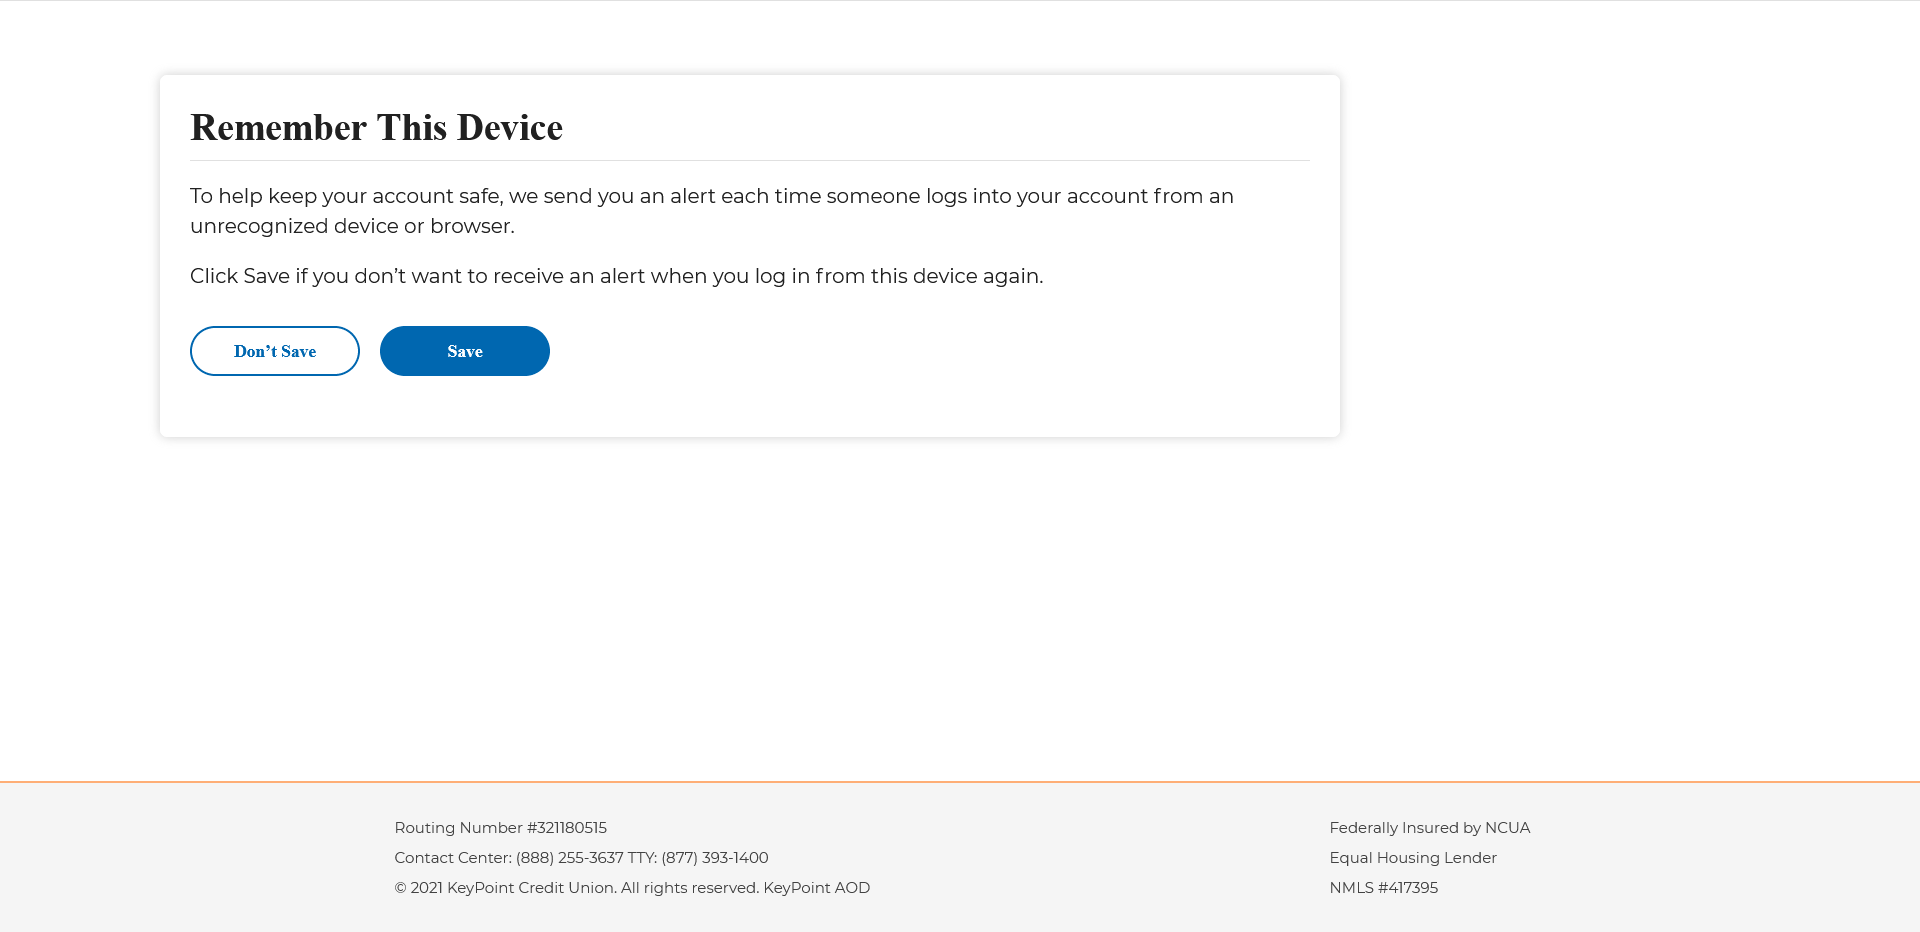 Remember This Device
To help keep your account safe, we send you an alert each time someone logs into your account from an
unrecognized device or browser.
Click Save if you don’t want to receive an alert when you log in from this device again.
Don’t Save
Save
Routing Number #321180515
Contact Center: (888) 255-3637 TTY: (877) 393-1400
© 2021 KeyPoint Credit Union. All rights reserved. KeyPoint AOD
Federally Insured by NCUA
Equal Housing Lender
NMLS #417395